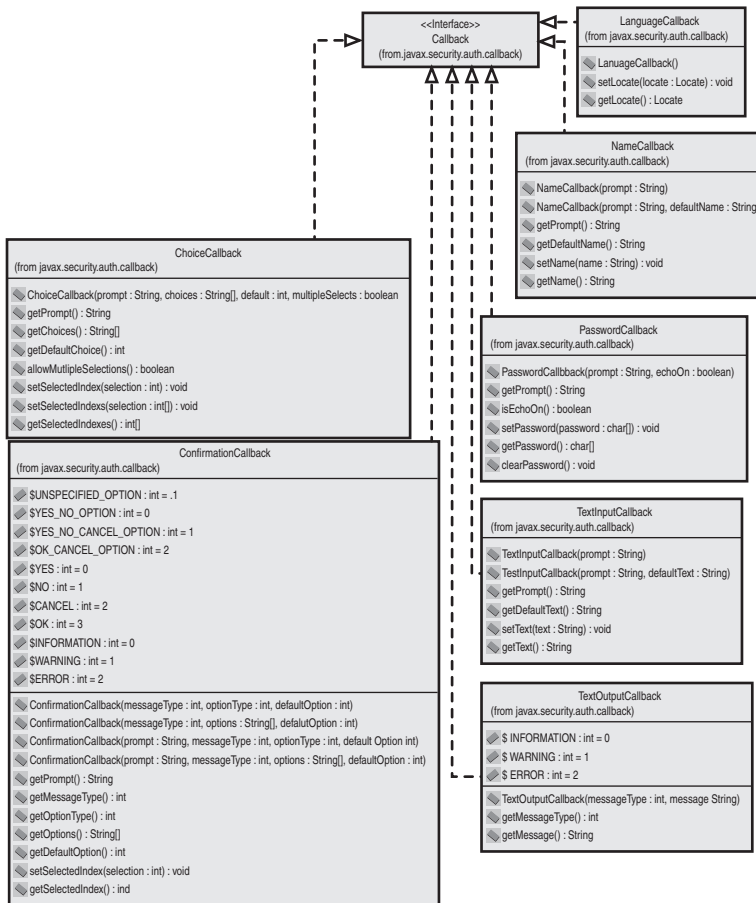 <<Interface>>
Callback
(from.javax.security.auth.callback)
LanguageCallback
(from javax.security.auth.callback)
LanuageCallback()
setLocate(locate : Locate) : void
getLocate() : Locate
NameCallback
(from javax.security.auth.callback)
NameCallback(prompt : String)
NameCallback(prompt : String, defaultName : String
getPrompt() : String
getDefaultName() : String
setName(name : String) : void
getName() : String
ChoiceCallback
(from javax.security.auth.callback)
ChoiceCallback(prompt : String, choices : String[], default : int, multipleSelects : boolean
getPrompt() : String
getChoices() : String[]
getDefaultChoice() : int
allowMutlipleSelections() : boolean
setSelectedIndex(selection : int) : void
setSelectedIndexs(selection : int[]) : void
getSelectedIndexes() : int[]
PasswordCallback
(from javax.security.auth.callback)
PasswordCallbback(prompt : String, echoOn : boolean)
getPrompt() : String
isEchoOn() : boolean
setPassword(password : char[]) : void
getPassword() : char[]
clearPassword() : void
ConfirmationCallback
(from javax.security.auth.callback)
$UNSPECIFIED_OPTION : int = .1
$YES_NO_OPTION : int = 0
$YES_NO_CANCEL_OPTION : int = 1
$OK_CANCEL_OPTION : int = 2
$YES : int = 0
$NO : int = 1
$CANCEL : int = 2
$OK : int = 3
$INFORMATION : int = 0
$WARNING : int = 1
$ERROR : int = 2
ConfirmationCallback(messageType : int, optionType : int, defaultOption : int)
ConfirmationCallback(messageType : int, options : String[], defalutOption : int)
ConfirmationCallback(prompt : String, messageType : int, optionType : int, default Option int)
ConfirmationCallback(prompt : String, messageType : int, options : String[], defaultOption : int)
getPrompt() : String
getMessageType() : int
getOptionType() : int
getOptions() : String[]
getDefaultOption() : int
setSelectedIndex(selection : int) : void
getSelectedIndex() : ind
TextInputCallback
(from javax.security.auth.callback)
TextInputCallback(prompt : String)
TestInputCallback(prompt : String, defaultText : String)
getPrompt() : String
getDefaultText() : String
setText(text : String) : void
getText() : String
TextOutputCallback
(from javax.security.auth.callback)
$ INFORMATION : int = 0
$ WARNING : int = 1
$ ERROR : int = 2
TextOutputCallback(messageType : int, message String)
getMessageType() : int
getMessage() : String